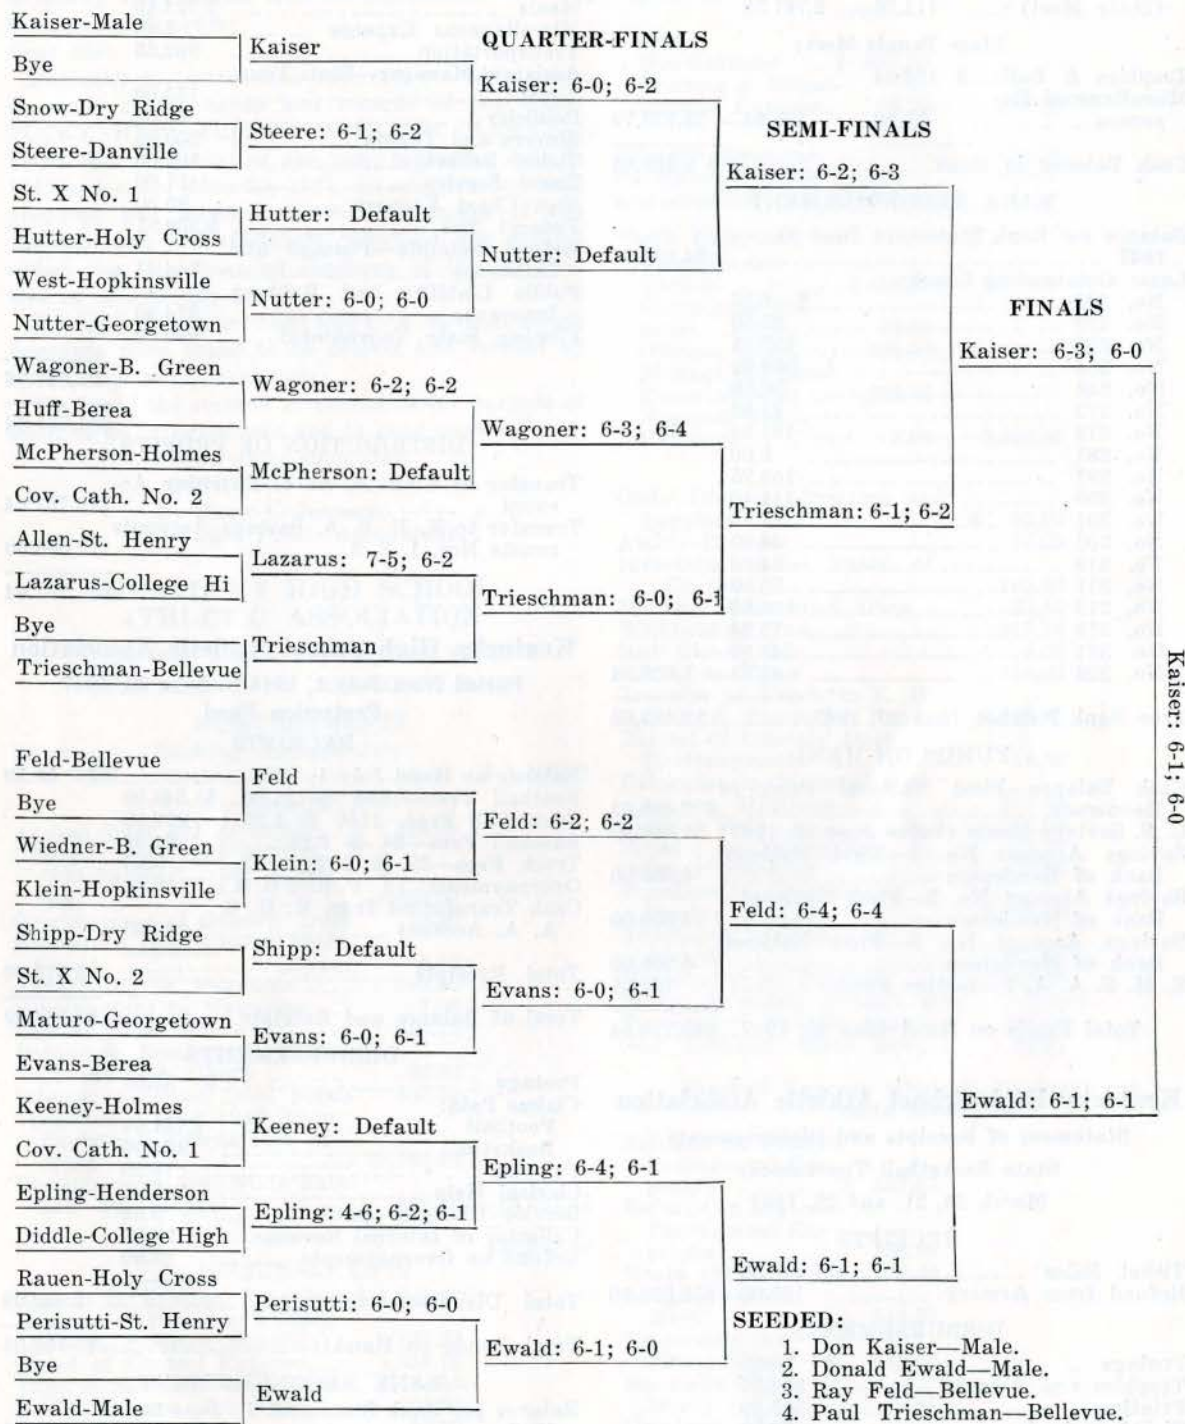 Kaiser-Male
Bye
Snow-Dry Ridge
Steere-Danville
St. X No. 1
Hutter-Holy Cross
West-Hopkinsville
Nutter-Georgetown
Wagoner-B. Green
Huff-Berea
McPherson-Holmes
Cov. Cath. No. 2
Allen-St. Henry
Lazarus-College Hi
Bye
Trieschman-Bellevue
Feld-Bellevue
Bye
Wiedner-B. Green
Klein-Hopkinsville
Shipp-Dry Ridge
St. X No. 2
Maturo-Georgetown
Evans-Berea
Keeney-Holmes
Cov. Cath. No. 1
Epling-Henderson
Diddle-College High
Rauen-Holy Cross
Perisutti-St. Henry
Bye
Ewald-Male
Kaiser
Steere: 6-1; 6-2
Hutter: Default
Nutter: 6-0; 6-0
Wagoner: 6-2; 6-2
McPherson: Default
Lazarus: 7-5; 6-2
Trieschman
Feld
Klein: 6-0; 6-1
Shipp: Default
Evans: 6-0; 6-1
Keeney: Default
Epling: 4-6; 6-2; 6-1
Perisutti: 6-0; 6-0
Ewald
QUARTER-FINALS
Kaiser: 6-0; 6-2
Nutter: Default
Wagoner: 6-3; 6-4
Trieschman: 6-0; 6-1
Feld: 6-2; 6-2
Evans: 6-0; 6-1
Epling: 6-4; 6-1
Ewald: 6-1; 6-0
SEMI-FINALS
Kaiser: 6-2; 6-3
Trieschman: 6-1; 6-2
Feld: 6-4; 6-4
Ewald: 6-1; 6-1
FINALS
Kaiser: 6-3; 6-0
Ewald: 6-1; 6-1
Kaiser: 6-1; 6-0
SEEDED:
1. Don Kaiser—Male.
2. Donald Ewald—Male.
3. Ray Feld—Bellevue.
4. Paul Trieschman—Bellevue.